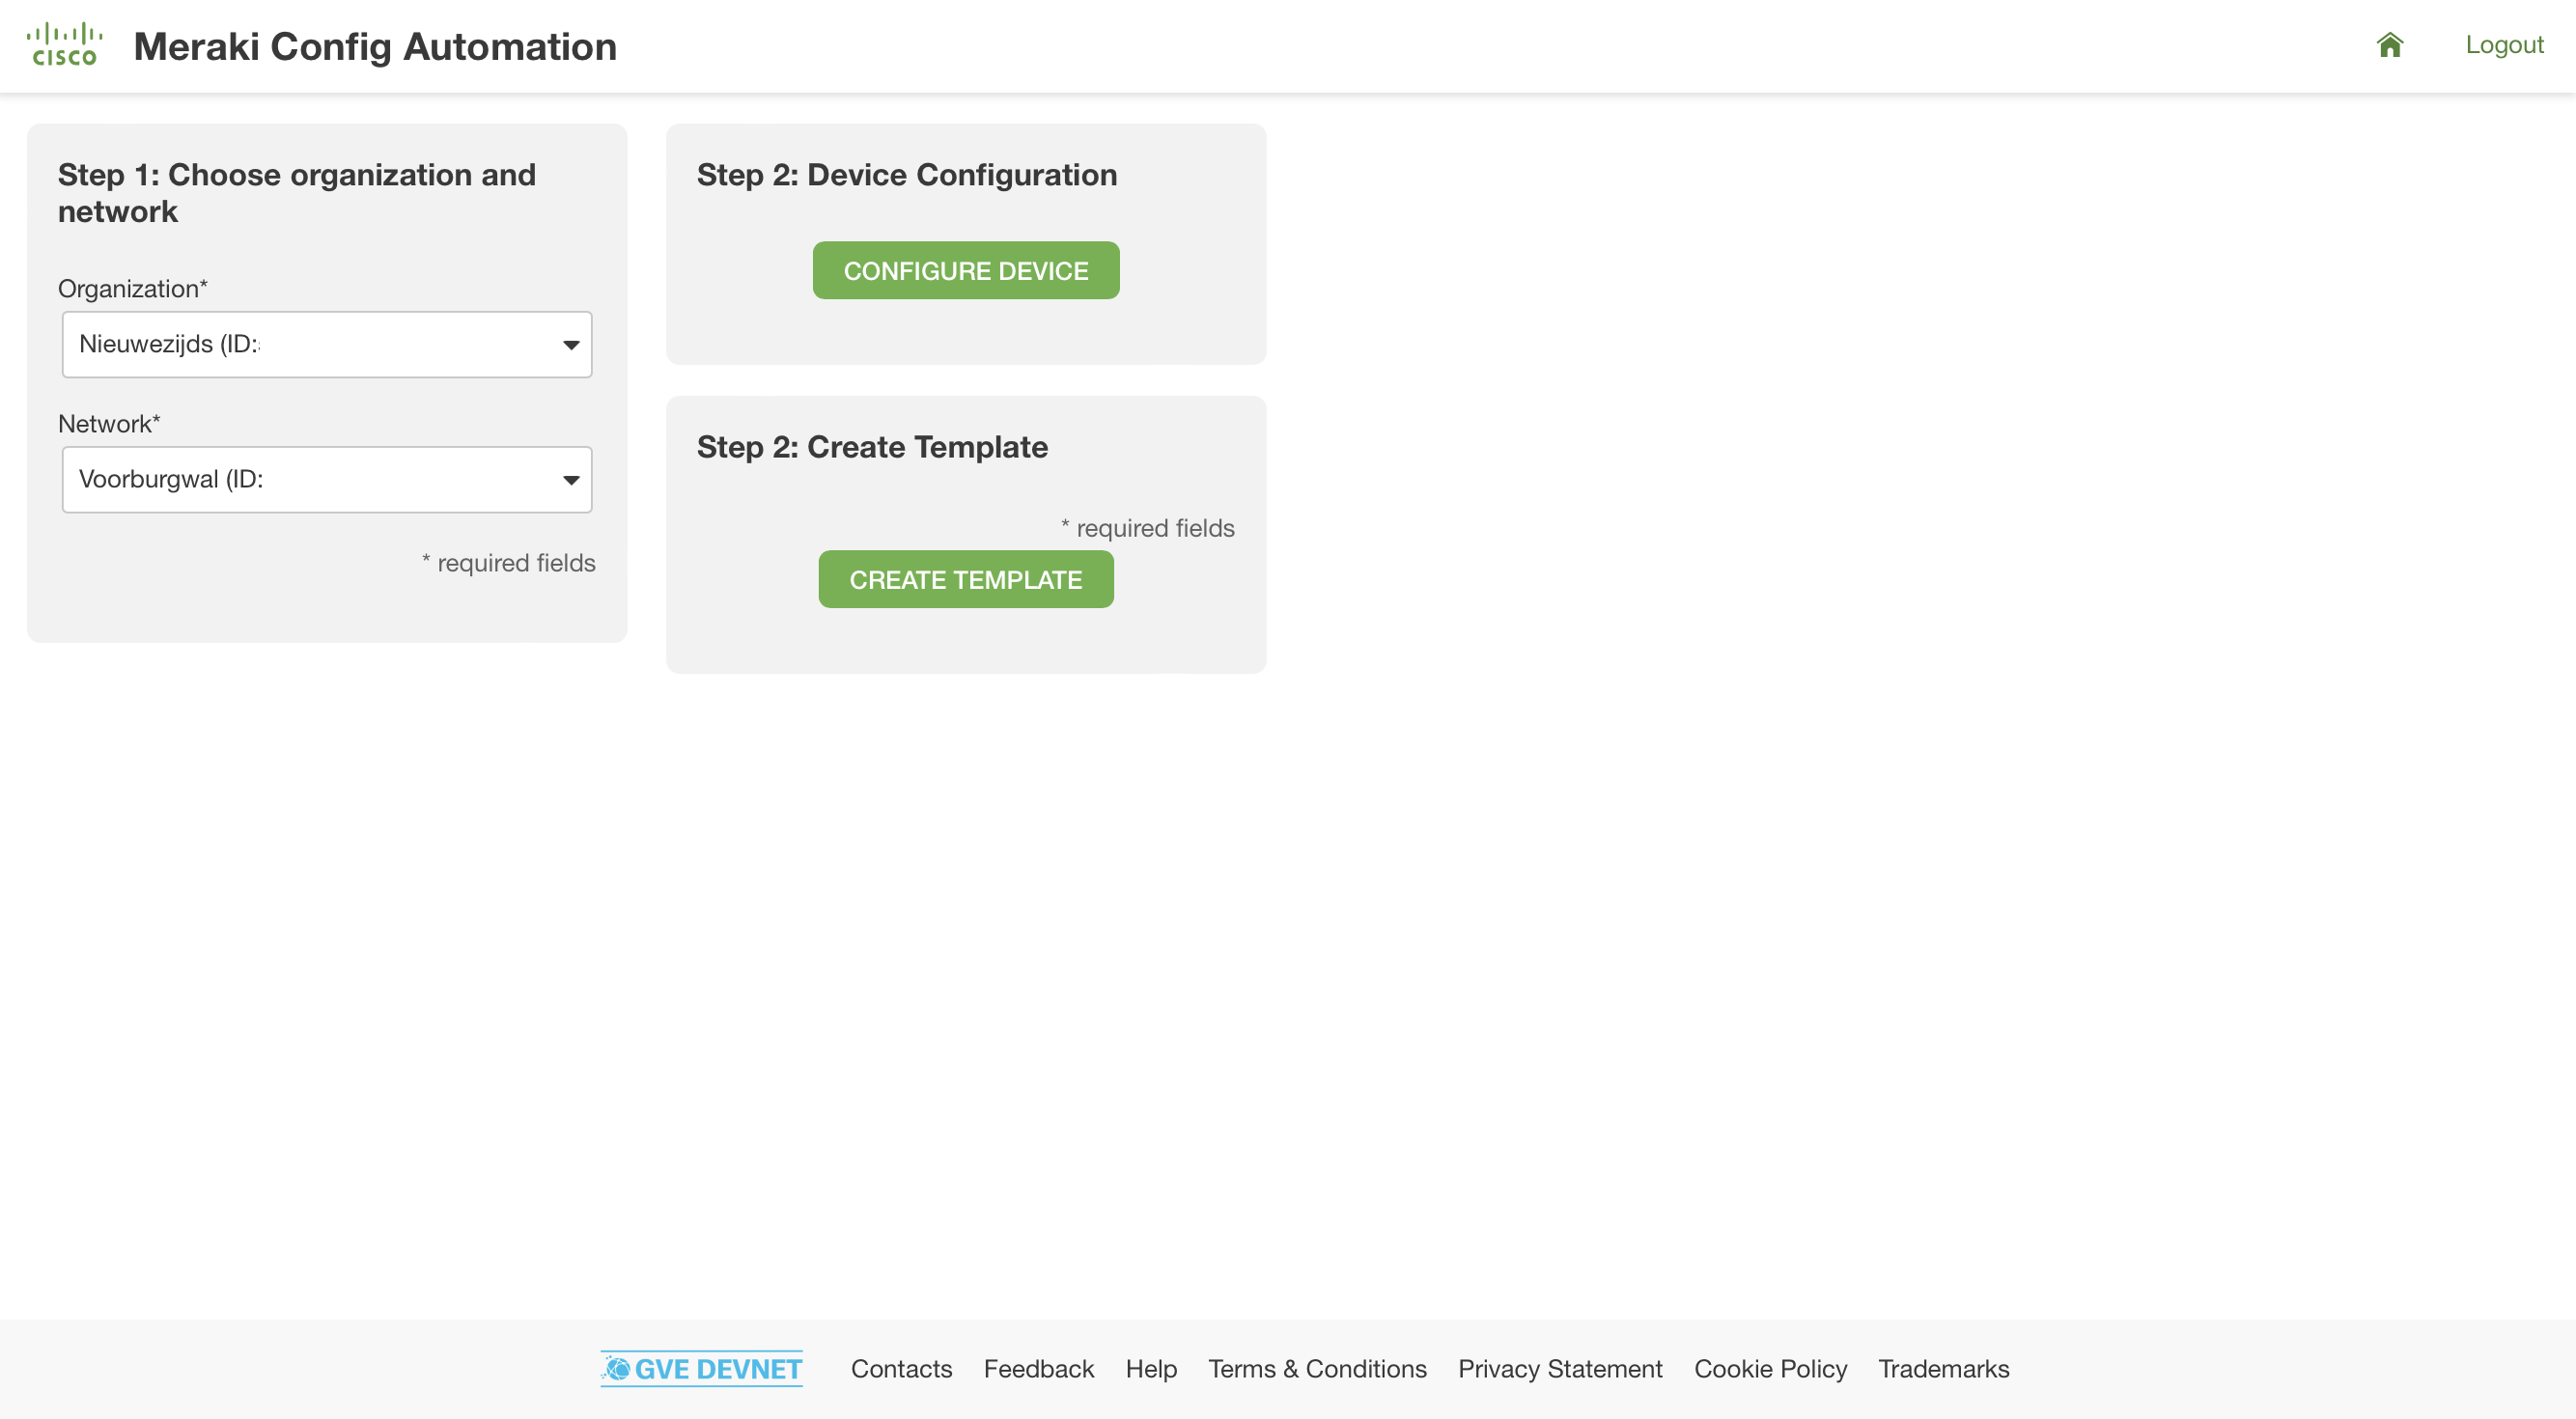 CISCO
Meraki Config Automation
Logout
Step 1: Choose organization and
network
Organization*
Nieuwezijds (ID:
Network*
Voorburgwal (ID:
* required fields
Step 2: Device Configuration
CONFIGURE DEVICE
Step 2: Create Template
* required fields
CREATE TEMPLATE
GVE DEVNET
Contacts
Feedback
Help
Terms & Conditions
Privacy Statement
Cookie Policy
Trademarks